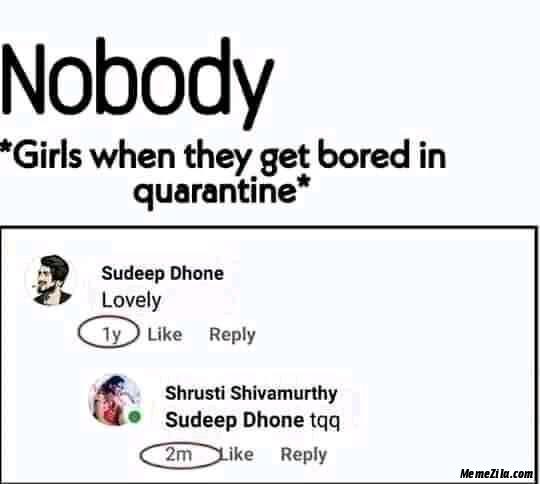 Nobody
*Girls when they get bored in
quarantine*
Sudeep Dhone
Lovely
1y Like Reply
Shrusti Shivamurthy
Sudeep Dhone tqq
2m Like Reply
MemeZila.com